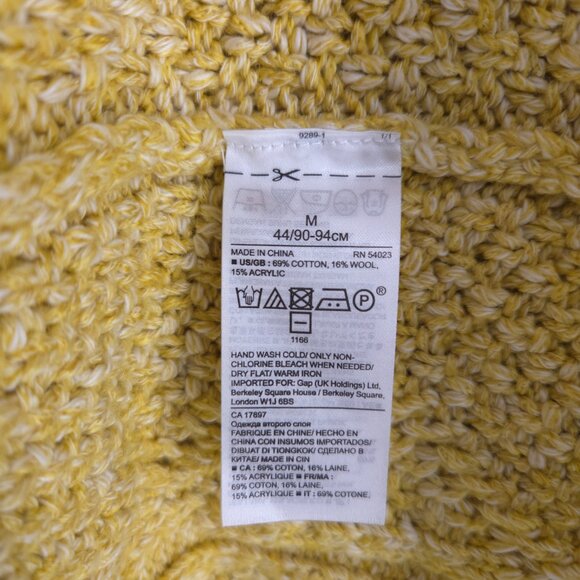 9289-1 1/1
M
44/90-94см
MADE IN CHINA RN 54023
■ US/GB : 69% COTTON, 16% WOOL,
15% ACRYLIC
P®
1166
HAND WASH COLD/ ONLY NON-
CHLORINE BLEACH WHEN NEEDED/
DRY FLAT/ WARM IRON
IMPORTED FOR: Gap (UK Holdings) Ltd,
Berkeley Square House / Berkeley Square,
London W1J 6BS
CA 17897
Одежда второго слоя
FABRIQUE EN CHINE/ HECHO EN
CHINA CON INSUMOS IMPORTADOS/
DIBUAT DI TIONGKOK/ СДЕЛАНО В
КИТАЕ/ MADE IN CIN
■ CA : 69% COTON, 16% LAINE,
15% ACRYLIQUE ■ FR/MA :
69% COTON, 16% LAINE,
15% ACRYLIQUE ■ IT : 69% COTONE,